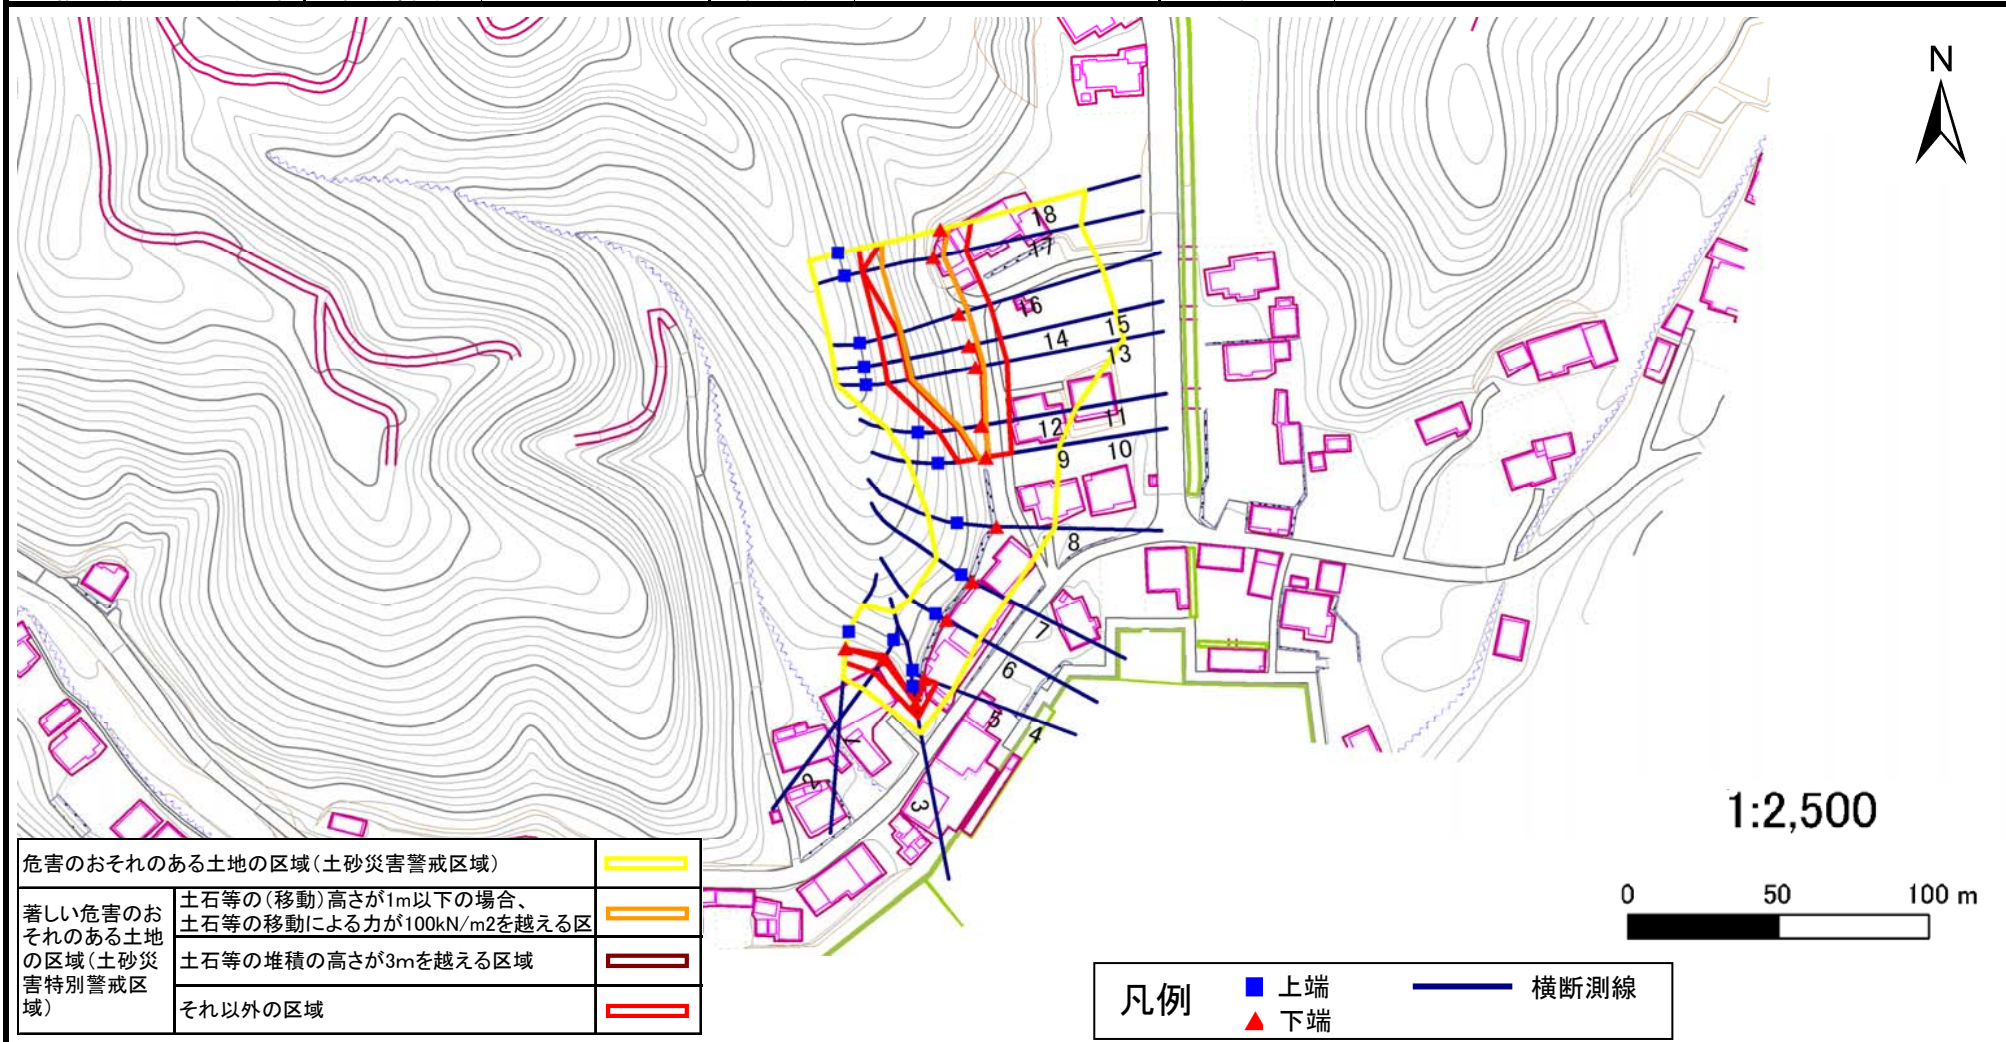 N
18
17
16
15
14
13
12
11
10
9
8
7
6
5
4
3
2
1
1:2,500
0 50 100 m
危害のおそれのある土地の区域(土砂災害警戒区域)
著しい危害のお
それのある土地
の区域(土砂災
害特別警戒区
域)
土石等の(移動)高さが1m以下の場合、
土石等の移動による力が100kN/m2を越える区
土石等の堆積の高さが3mを越える区域
それ以外の区域
凡例
上端
下端
横断測線